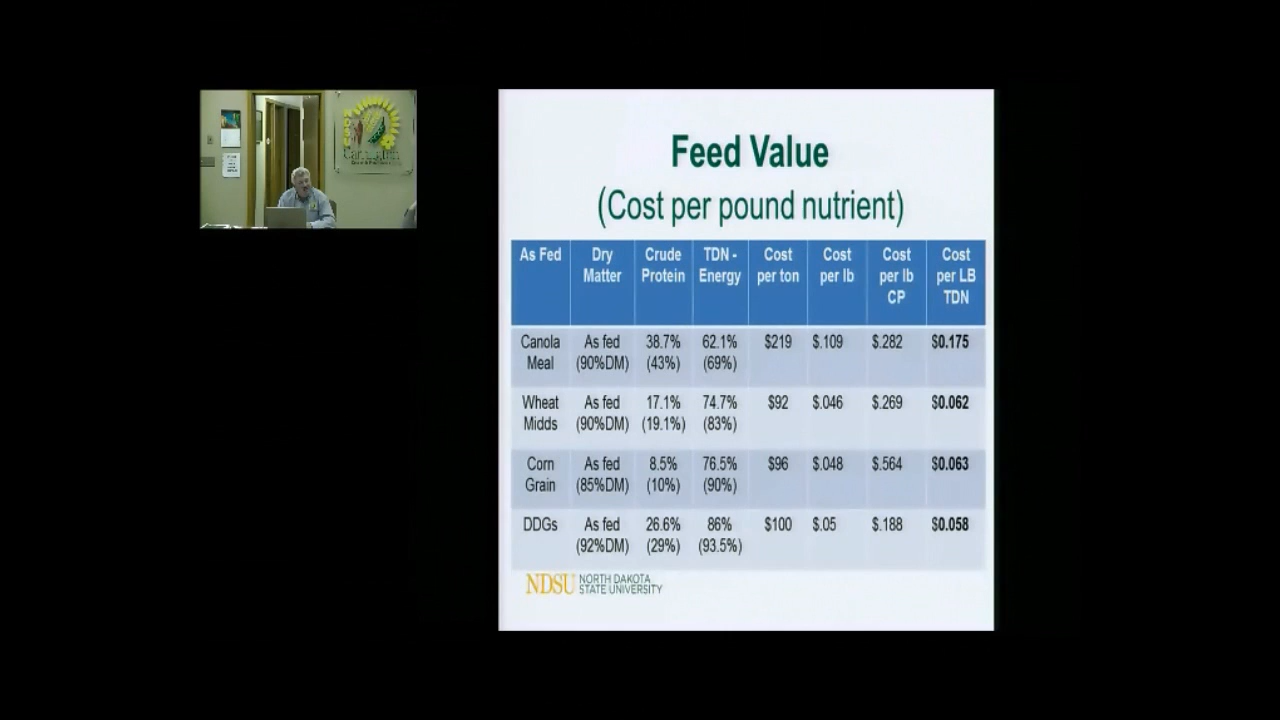 Feed Value
(Cost per pound nutrient)
As Fed Dry Matter Crude Protein TDN - Energy Cost per ton Cost per lb Cost per lb CP Cost per LB TDN
Canola Meal As fed (90%DM) 38.7% (43%) 62.1% (69%) $219 $.109 $.282 $0.175
Wheat Midds As fed (90%DM) 17.1% (19.1%) 74.7% (83%) $92 $.046 $.269 $0.062
Corn Grain As fed (85%DM) 8.5% (10%) 76.5% (90%) $96 $.048 $.564 $0.063
DDGs As fed (92%DM) 26.6% (29%) 86% (93.5%) $100 $.05 $.188 $0.058
NDSU NORTH DAKOTA
STATE UNIVERSITY